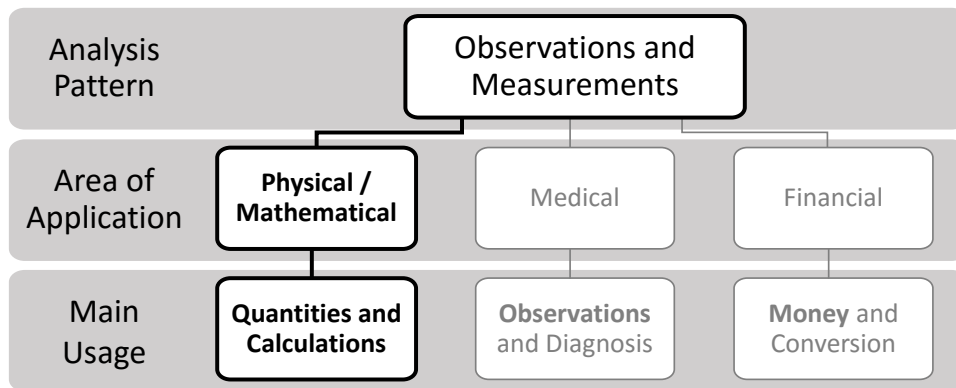 Analysis
Pattern
Observations and
Measurements
Area of
Application
Physical /
Mathematical
Medical
Financial
Main
Usage
Quantities and
Calculations
Observations
and Diagnosis
Money and
Conversion